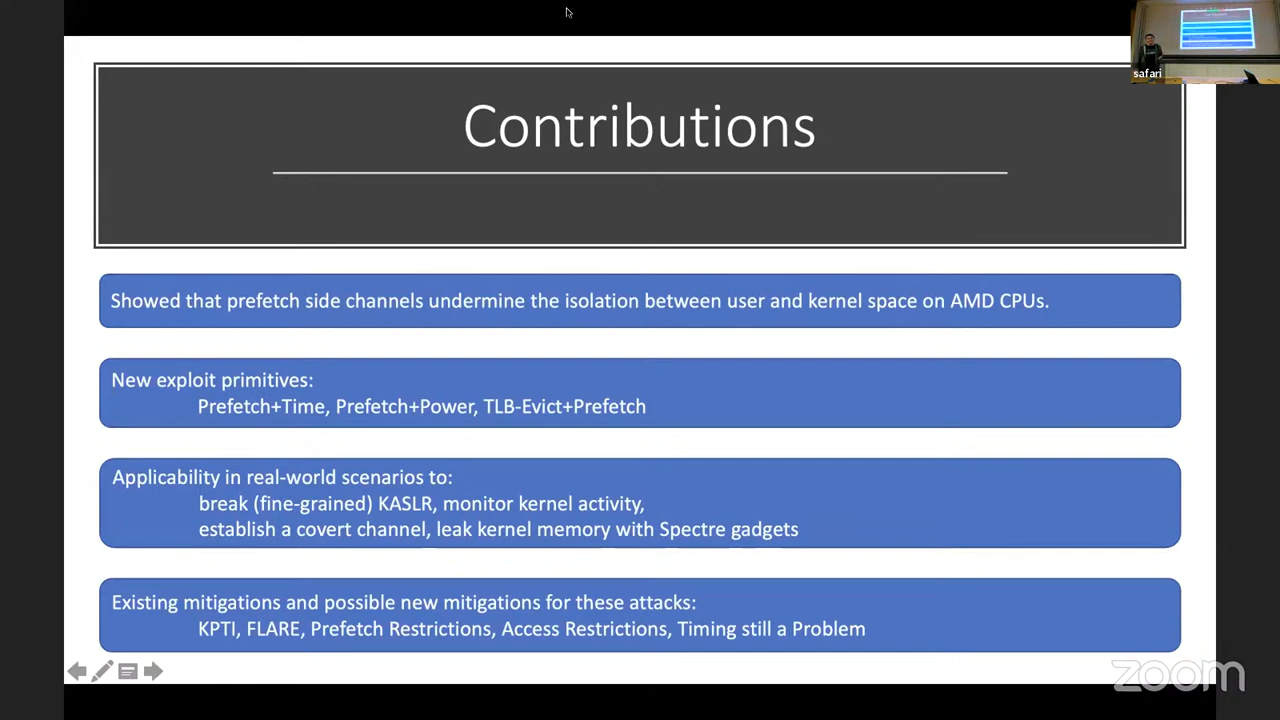 safari
Contributions
Showed that prefetch side channels undermine the isolation between user and kernel space on AMD CPUs.
New exploit primitives:
Prefetch+Time, Prefetch+Power, TLB-Evict+Prefetch
Applicability in real-world scenarios to:
break (fine-grained) KASLR, monitor kernel activity,
establish a covert channel, leak kernel memory with Spectre gadgets
Existing mitigations and possible new mitigations for these attacks:
KPTI, FLARE, Prefetch Restrictions, Access Restrictions, Timing still a Problem
zoom